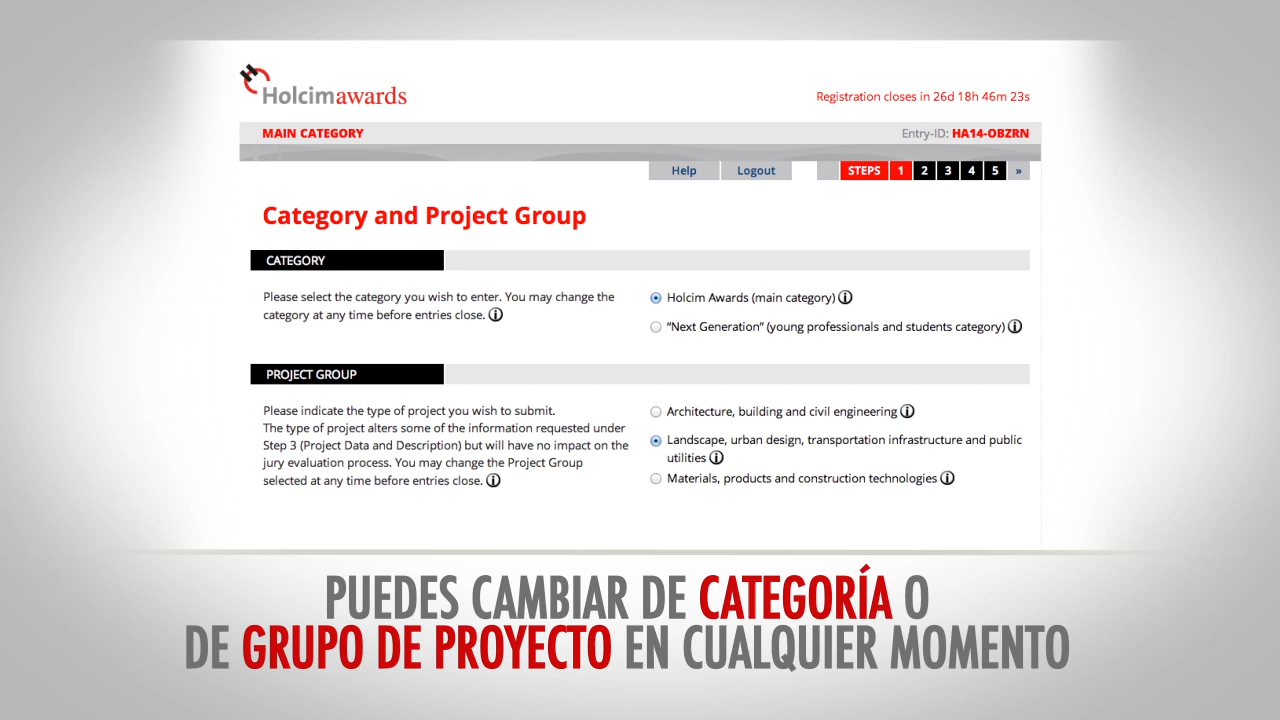 Holcimawards
Registration closes in 26d 18h 46m 23s
MAIN CATEGORY
Entry-ID: HA14-OBZRN
Help
Logout
STEPS 1 2 3 4 5 »
Category and Project Group
CATEGORY
Please select the category you wish to enter. You may change the
category at any time before entries close.
Holcim Awards (main category)
“Next Generation” (young professionals and students category)
PROJECT GROUP
Please indicate the type of project you wish to submit.
The type of project alters some of the information requested under
Step 3 (Project Data and Description) but will have no impact on the
jury evaluation process. You may change the Project Group
selected at any time before entries close.
Architecture, building and civil engineering
Landscape, urban design, transportation infrastructure and public
utilities
Materials, products and construction technologies
PUEDES CAMBIAR DE CATEGORÍA O
DE GRUPO DE PROYECTO EN CUALQUIER MOMENTO